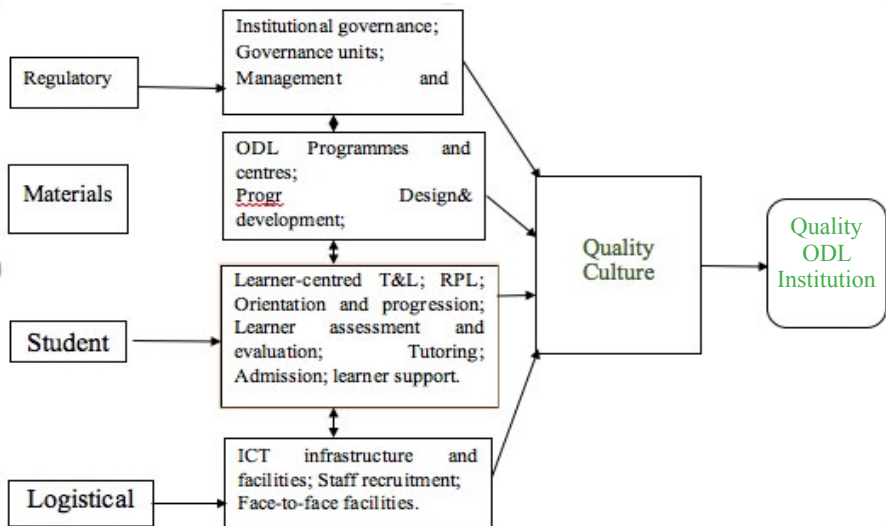 Regulatory
Institutional governance;
Governance units;
Management and
Materials
ODL Programmes and
centres;
Progr Design&
development;
Student
Learner-centred T&L; RPL;
Orientation and progression;
Learner assessment and
evaluation; Tutoring;
Admission; learner support.
Logistical
ICT infrastructure and
facilities; Staff recruitment;
Face-to-face facilities.
Quality
Culture
Quality
ODL
Institution